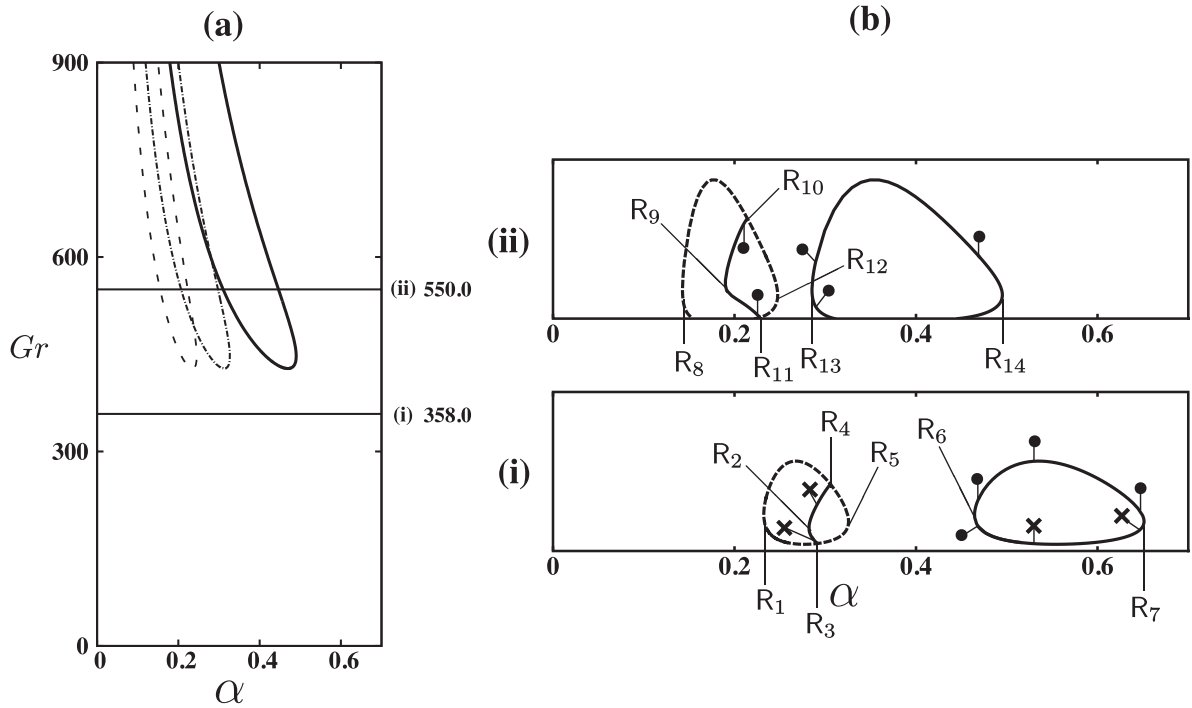 (a)
900
600
300
0
Gr
(ii) 550.0
(i) 358.0
0
0.2
0.4
0.6
α
(b)
(ii)
R₉
R₁₀
R₁₂
0
0.2
0.4
0.6
R₈
R₁₁
R₁₃
R₁₄
(i)
R₂
R₄
R₅
R₆
0
0.2
0.4
0.6
R₁
R₃
α
R₇